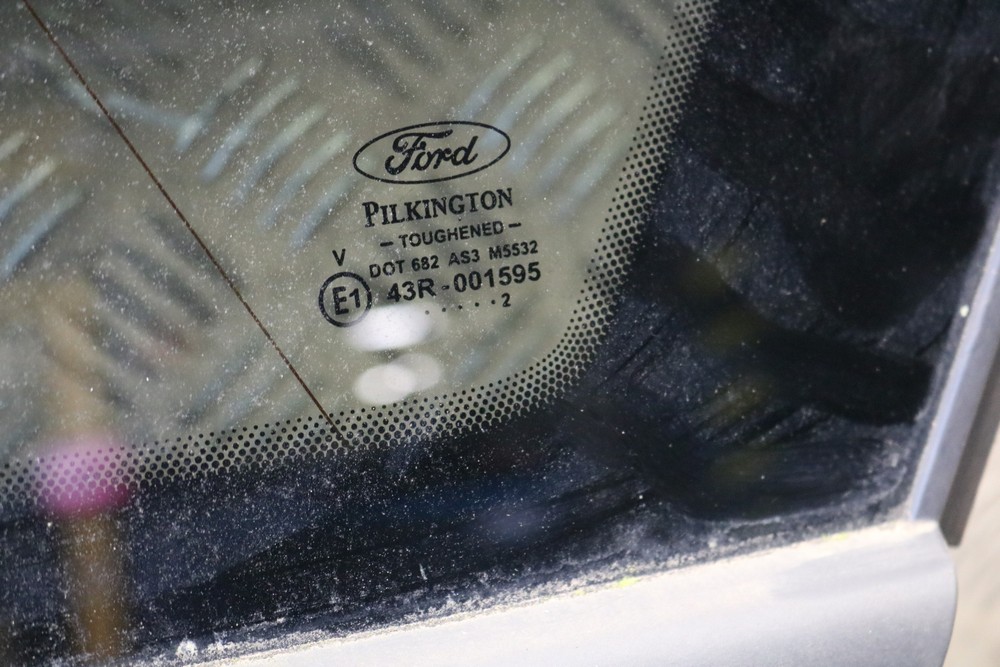 Ford
PILKINGTON
- TOUGHENED -
V
DOT 682 AS3 M5532
E1 43R - 001595
. . . . . 2